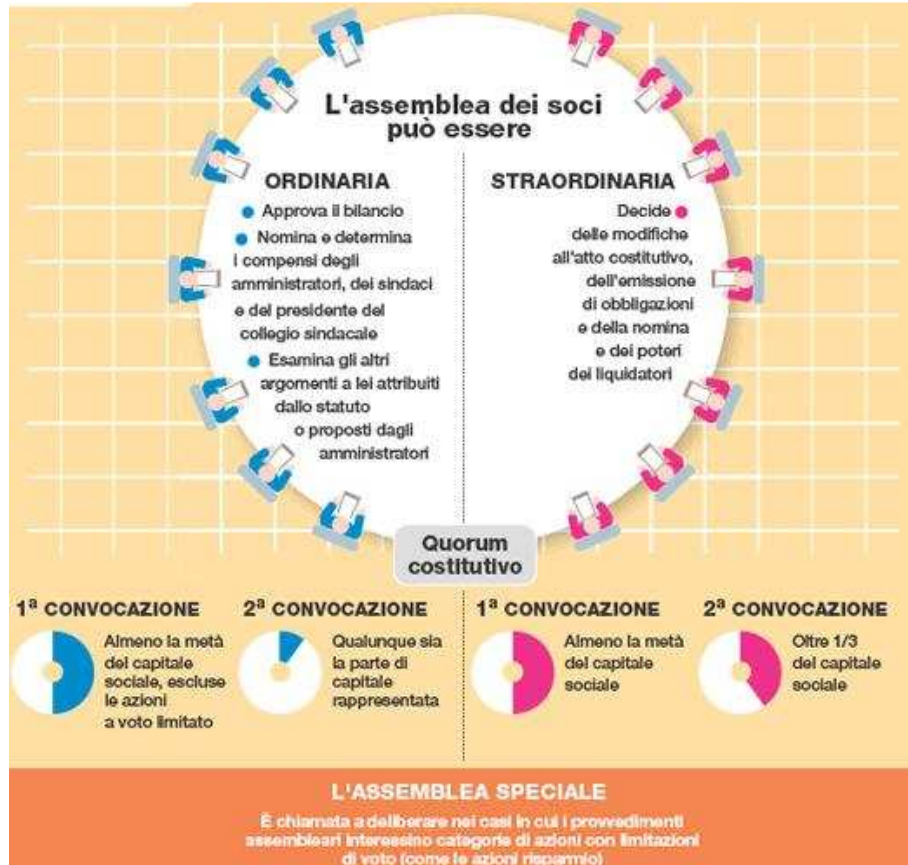 L'assemblea dei soci
può essere
ORDINARIA
Approva il bilancio
Nomina e determina
i compensi degli
amministratori, dei sindaci
e del presidente del
collegio sindacale
Esamina gli altri
argomenti a lei attribuiti
dallo statuto
o proposti dagli
amministratori
STRAORDINARIA
Decide
delle modifiche
all'atto costitutivo,
dell'emissione
di obbligazioni
e della nomina
e dei poteri
dei liquidatori
Quorum
costitutivo
1ª CONVOCAZIONE
Almeno la metà
del capitale
sociale, escluse
le azioni
a voto limitato
2ª CONVOCAZIONE
Qualunque sia
la parte di
capitale
rappresentata
1ª CONVOCAZIONE
Almeno la metà
del capitale
sociale
2ª CONVOCAZIONE
Oltre 1/3
del capitale
sociale
L'ASSEMBLEA SPECIALE
È chiamata a deliberare nei casi in cui i provvedimenti
assembleari interessino categorie di azioni con limitazioni
di voto (come le azioni risparmio)